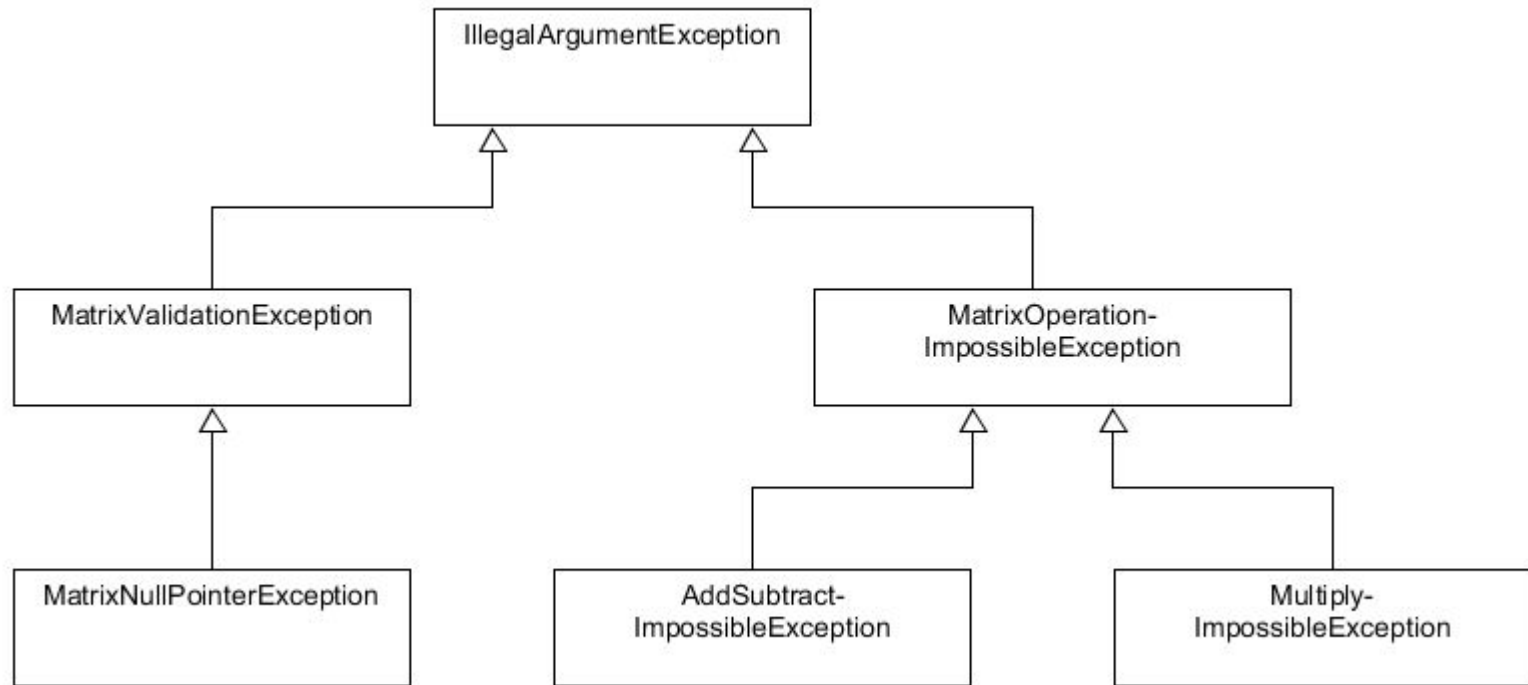 IllegalArgumentException
MatrixValidationException
MatrixOperation-
ImpossibleException
MatrixNullPointerException
AddSubtract-
ImpossibleException
Multiply-
ImpossibleException